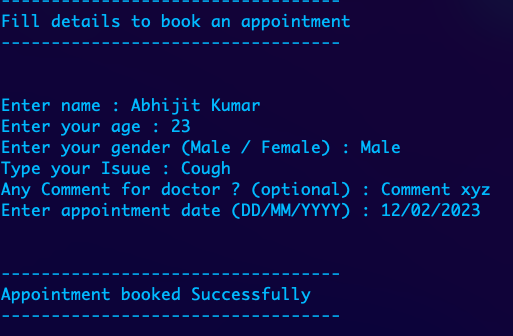 ----------------------------------
Fill details to book an appointment
----------------------------------
Enter name : Abhijit Kumar
Enter your age : 23
Enter your gender (Male / Female) : Male
Type your Isuue : Cough
Any Comment for doctor ? (optional) : Comment xyz
Enter appointment date (DD/MM/YYYY) : 12/02/2023
----------------------------------
Appointment booked Successfully
----------------------------------